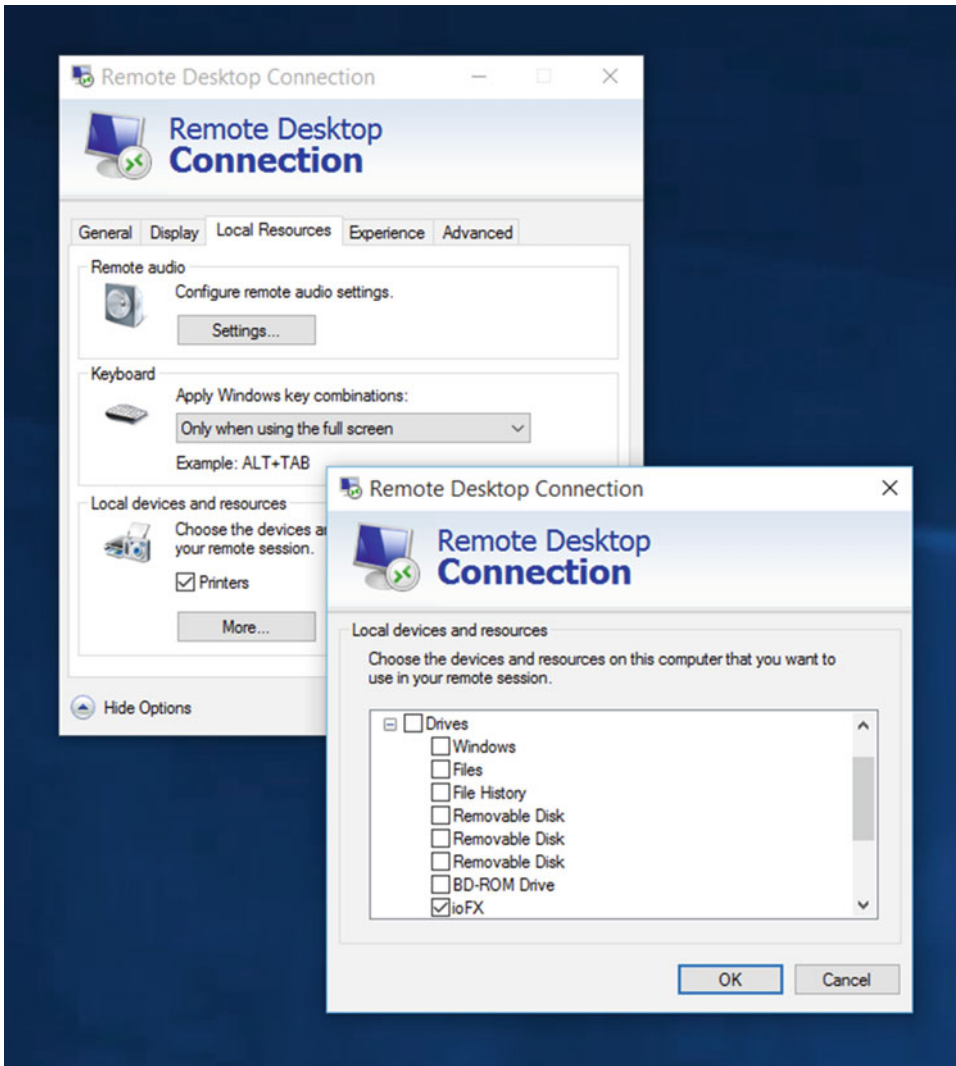 Remote Desktop Connection
Remote Desktop
Connection
General Display Local Resources Experience Advanced
Remote audio
Configure remote audio settings.
Settings...
Keyboard
Apply Windows key combinations:
Only when using the full screen
Example: ALT+TAB
Local devices and resources
Choose the devices
your remote session.
Printers
More...
Hide Options
Remote Desktop Connection
Remote Desktop
Connection
Local devices and resources
Choose the devices and resources on this computer that you want to
use in your remote session.
Drives
Windows
Files
File History
Removable Disk
Removable Disk
Removable Disk
BD-ROM Drive
ioFX
OK Cancel